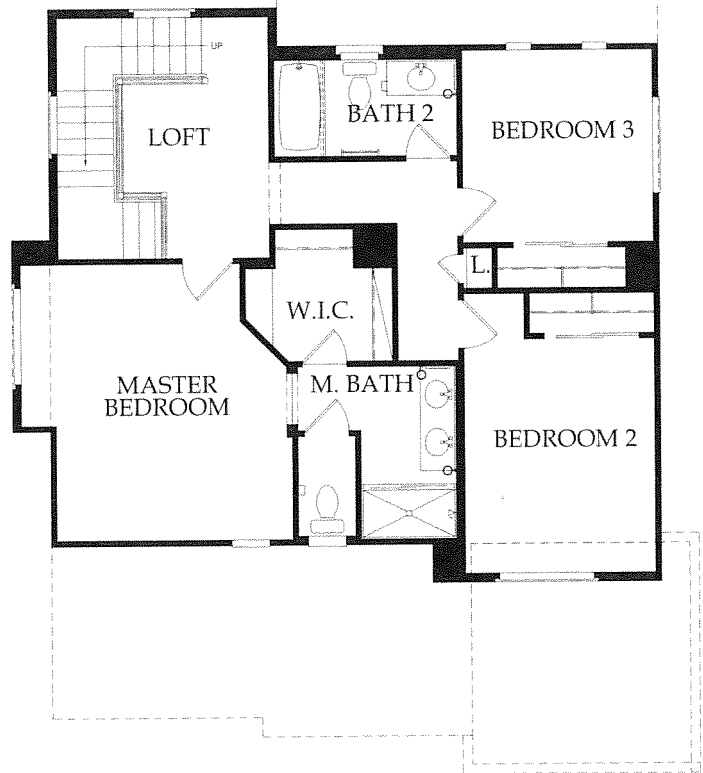 UP
LOFT
BATH 2
BEDROOM 3
L.
W.I.C.
MASTER
BEDROOM
M. BATH
BEDROOM 2